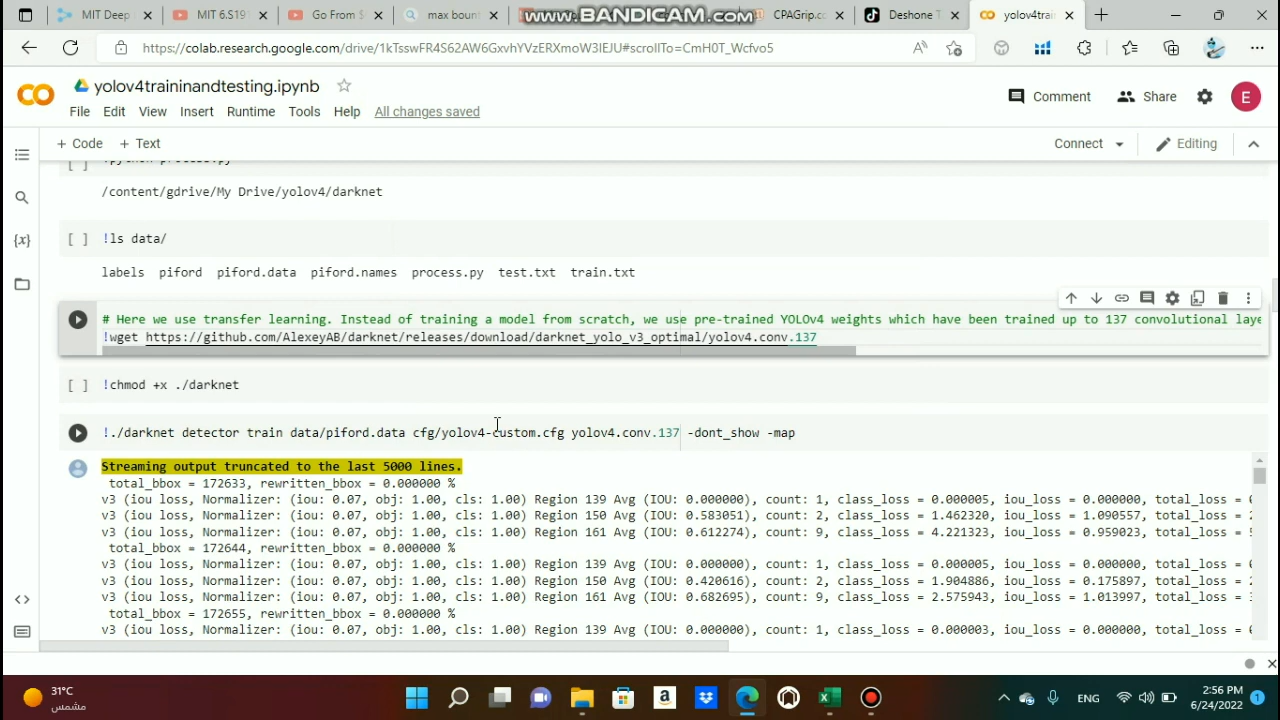 MIT Deep L
MIT 6.S19
Go From S
max boun
www.BANDICAM.com
CPAGrip.co
Deshone T
yolov4trai
https://colab.research.google.com/drive/1kTsswFR4S62AW6GxvhYVzERXmoW3lEJU#scrollTo=CmH0T_Wcfvo5
yolov4traininandtesting.ipynb
Comment
Share
E
File Edit View Insert Runtime Tools Help All changes saved
+ Code + Text
Connect
Editing
[ ] !python process.py
/content/gdrive/My Drive/yolov4/darknet
[ ] !ls data/
labels piford piford.data piford.names process.py test.txt train.txt
# Here we use transfer learning. Instead of training a model from scratch, we use pre-trained YOLOv4 weights which have been trained up to 137 convolutional laye
!wget https://github.com/AlexeyAB/darknet/releases/download/darknet_yolo_v3_optimal/yolov4.conv.137
[ ] !chmod +x ./darknet
!./darknet detector train data/piford.data cfg/yolov4-custom.cfg yolov4.conv.137 -dont_show -map
Streaming output truncated to the last 5000 lines.
total_bbox = 172633, rewritten_bbox = 0.000000 %
v3 (iou loss, Normalizer: (iou: 0.07, obj: 1.00, cls: 1.00) Region 139 Avg (IOU: 0.000000), count: 1, class_loss = 0.000005, iou_loss = 0.000000, total_loss = 0
v3 (iou loss, Normalizer: (iou: 0.07, obj: 1.00, cls: 1.00) Region 150 Avg (IOU: 0.583051), count: 2, class_loss = 1.462320, iou_loss = 1.090557, total_loss = 2
v3 (iou loss, Normalizer: (iou: 0.07, obj: 1.00, cls: 1.00) Region 161 Avg (IOU: 0.612274), count: 9, class_loss = 4.221323, iou_loss = 0.959023, total_loss =
total_bbox = 172644, rewritten_bbox = 0.000000 %
v3 (iou loss, Normalizer: (iou: 0.07, obj: 1.00, cls: 1.00) Region 139 Avg (IOU: 0.000000), count: 1, class_loss = 0.000000, iou_loss = 0.000000, total_loss = 0
v3 (iou loss, Normalizer: (iou: 0.07, obj: 1.00, cls: 1.00) Region 150 Avg (IOU: 0.420616), count: 2, class_loss = 1.904886, iou_loss = 0.175897, total_loss = 2
v3 (iou loss, Normalizer: (iou: 0.07, obj: 1.00, cls: 1.00) Region 161 Avg (IOU: 0.682695), count: 9, class_loss = 2.575943, iou_loss = 1.013997, total_loss = 3
total_bbox = 172655, rewritten_bbox = 0.000000 %
v3 (iou loss, Normalizer: (iou: 0.07, obj: 1.00, cls: 1.00) Region 139 Avg (IOU: 0.000000), count: 1, class_loss = 0.000003, iou_loss = 0.000000, total_loss = 0
31°C
مشمس
ENG
2:56 PM
6/24/2022
1